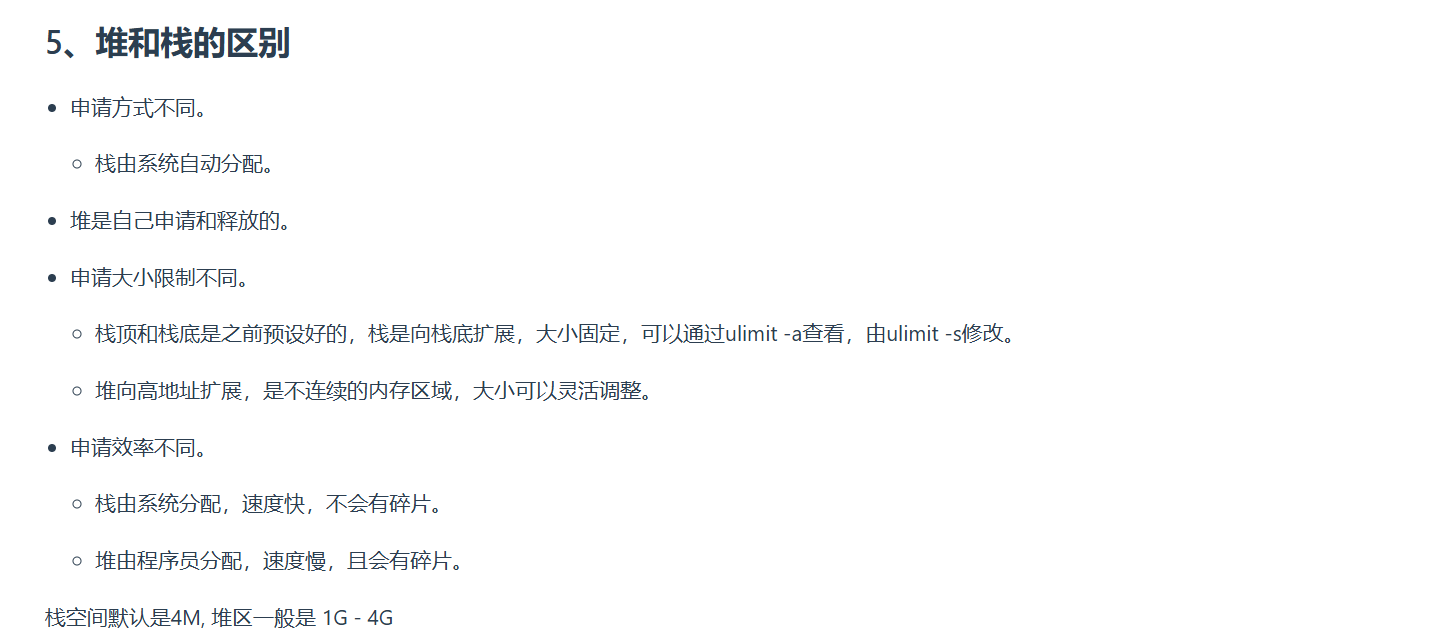 5、堆和栈的区别
申请方式不同。
栈由系统自动分配。
堆是自己申请和释放的。
申请大小限制不同。
栈顶和栈底是之前预设好的，栈是向栈底扩展，大小固定，可以通过ulimit -a查看，由ulimit -s修改。
堆向高地址扩展，是不连续的内存区域，大小可以灵活调整。
申请效率不同。
栈由系统分配，速度快，不会有碎片。
堆由程序员分配，速度慢，且会有碎片。
栈空间默认是4M, 堆区一般是 1G - 4G